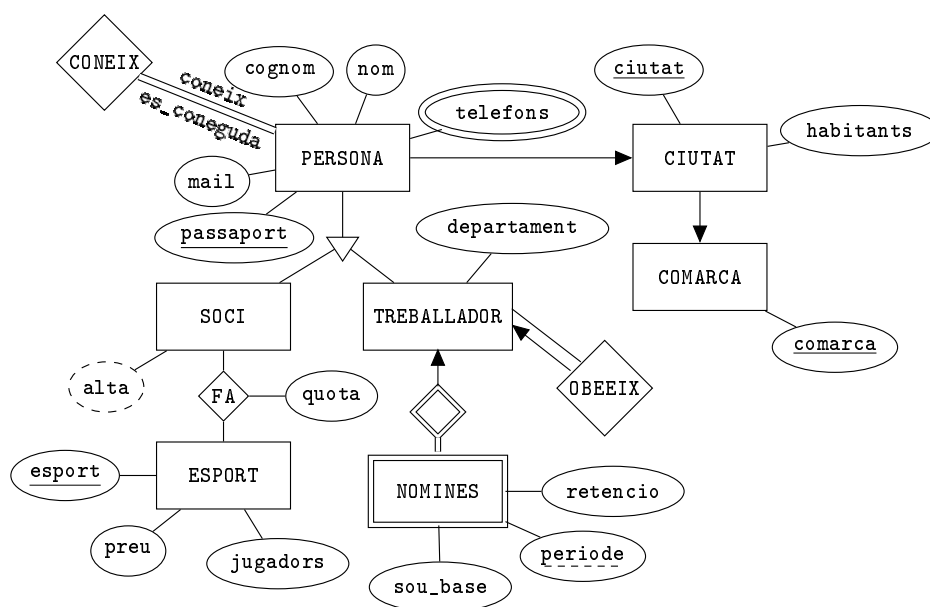 CONEIX
coneix
es_coneguda
cognom
nom
telefons
ciutat
habitants
PERSONA
CIUTAT
mail
passaport
departament
COMARCA
SOCI
TREBALLADOR
comarca
alta
FA
quota
OBEEIX
esport
ESPORT
NOMINES
retencio
preu
jugadors
periode
sou_base